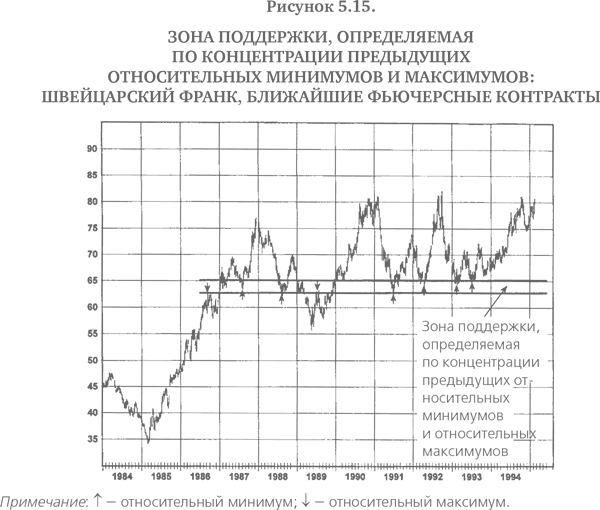 Рисунок 5.15.
ЗОНА ПОДДЕРЖКИ, ОПРЕДЕЛЯЕМАЯ
ПО КОНЦЕНТРАЦИИ ПРЕДЫДУЩИХ
ОТНОСИТЕЛЬНЫХ МИНИМУМОВ И МАКСИМУМОВ:
ШВЕЙЦАРСКИЙ ФРАНК, БЛИЖАЙШИЕ ФЬЮЧЕРСНЫЕ КОНТРАКТЫ
90
85
80
75
70
65
60
55
50
45
40
35
Зона поддержки,
определяемая
по концентрации
предыдущих от-
носительных
минимумов
и относительных
максимумов
1984 1985 1986 1987 1988 1989 1990 1991 1992 1993 1994
Примечание: ↑ – относительный минимум; ↓ – относительный максимум.